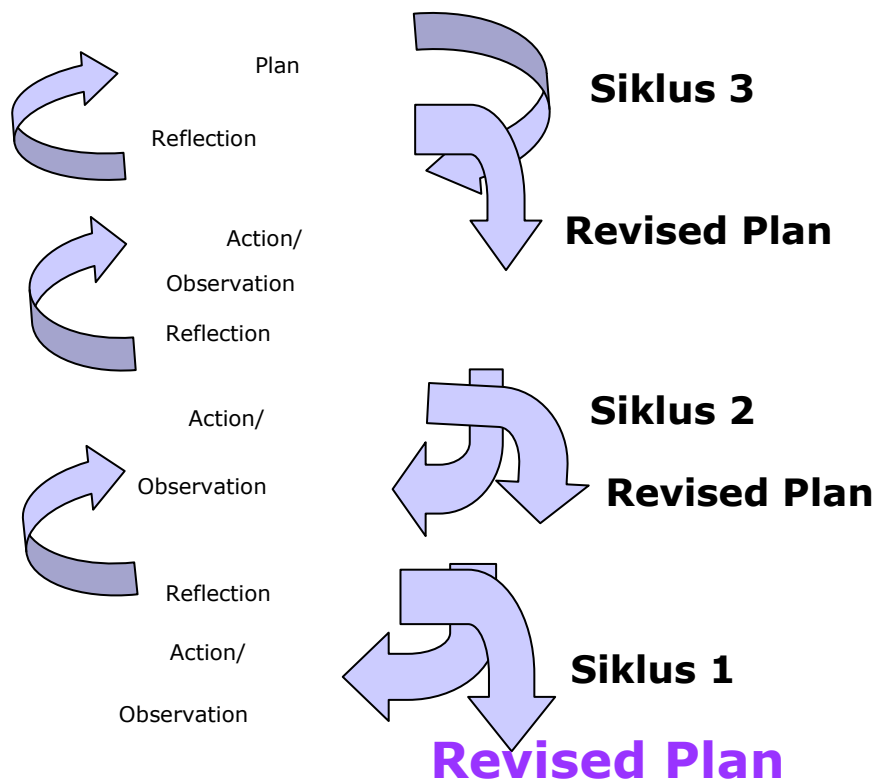 Plan
Siklus 3
Reflection
Revised Plan
Action/
Observation
Reflection
Siklus 2
Action/
Observation
Revised Plan
Reflection
Action/
Siklus 1
Observation
Revised Plan